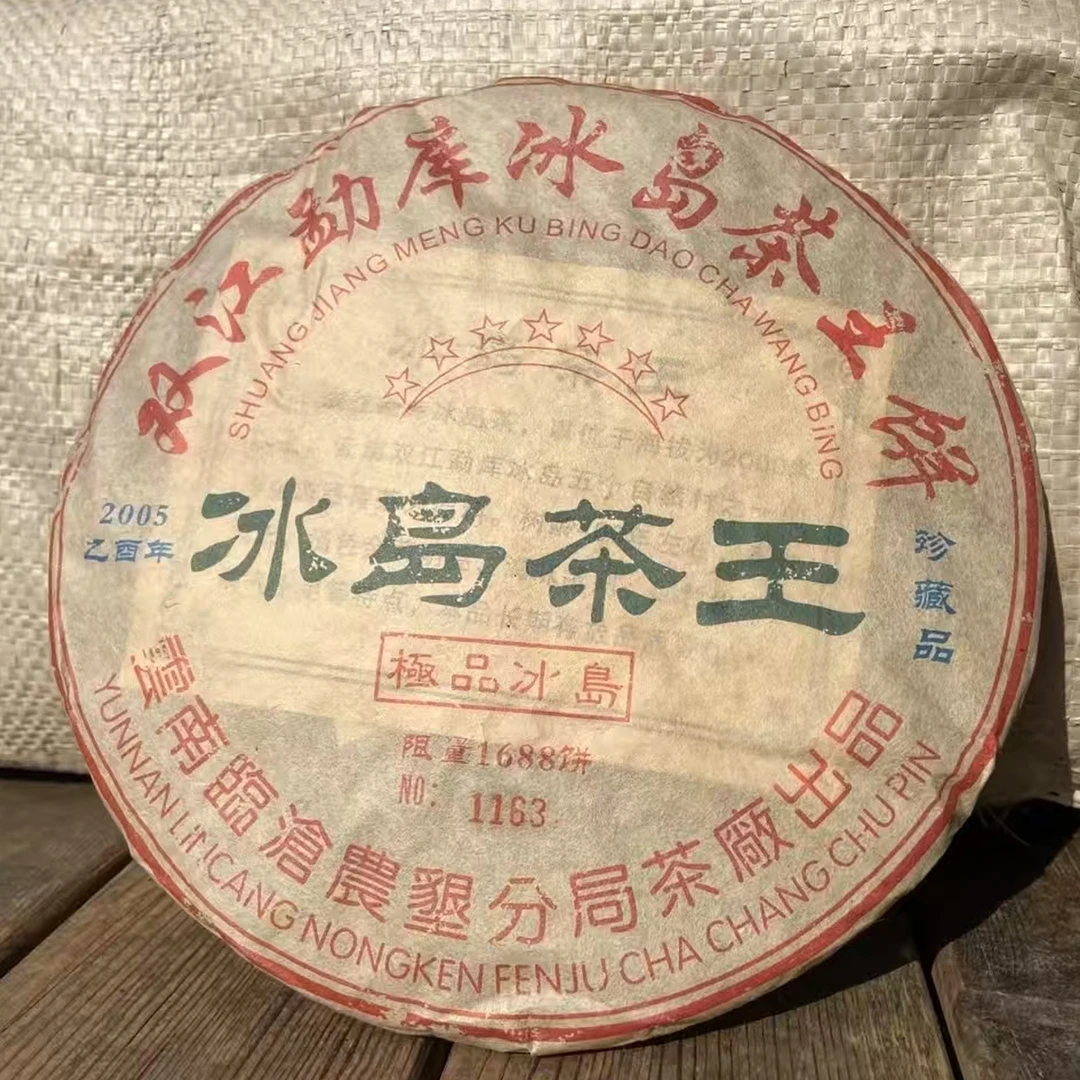 双江勐库冰岛茶王饼
SHUANG JIANG MENG KU BING DAO CHA WANG BING
2005
乙酉年
冰岛茶王
珍藏品
極品冰島
限量1688饼
NO: 1163
雲南臨滄農墾分局茶廠出品
YUNNAN LINCANG NONGKEN FENJU CHA CHANG CHU PIN